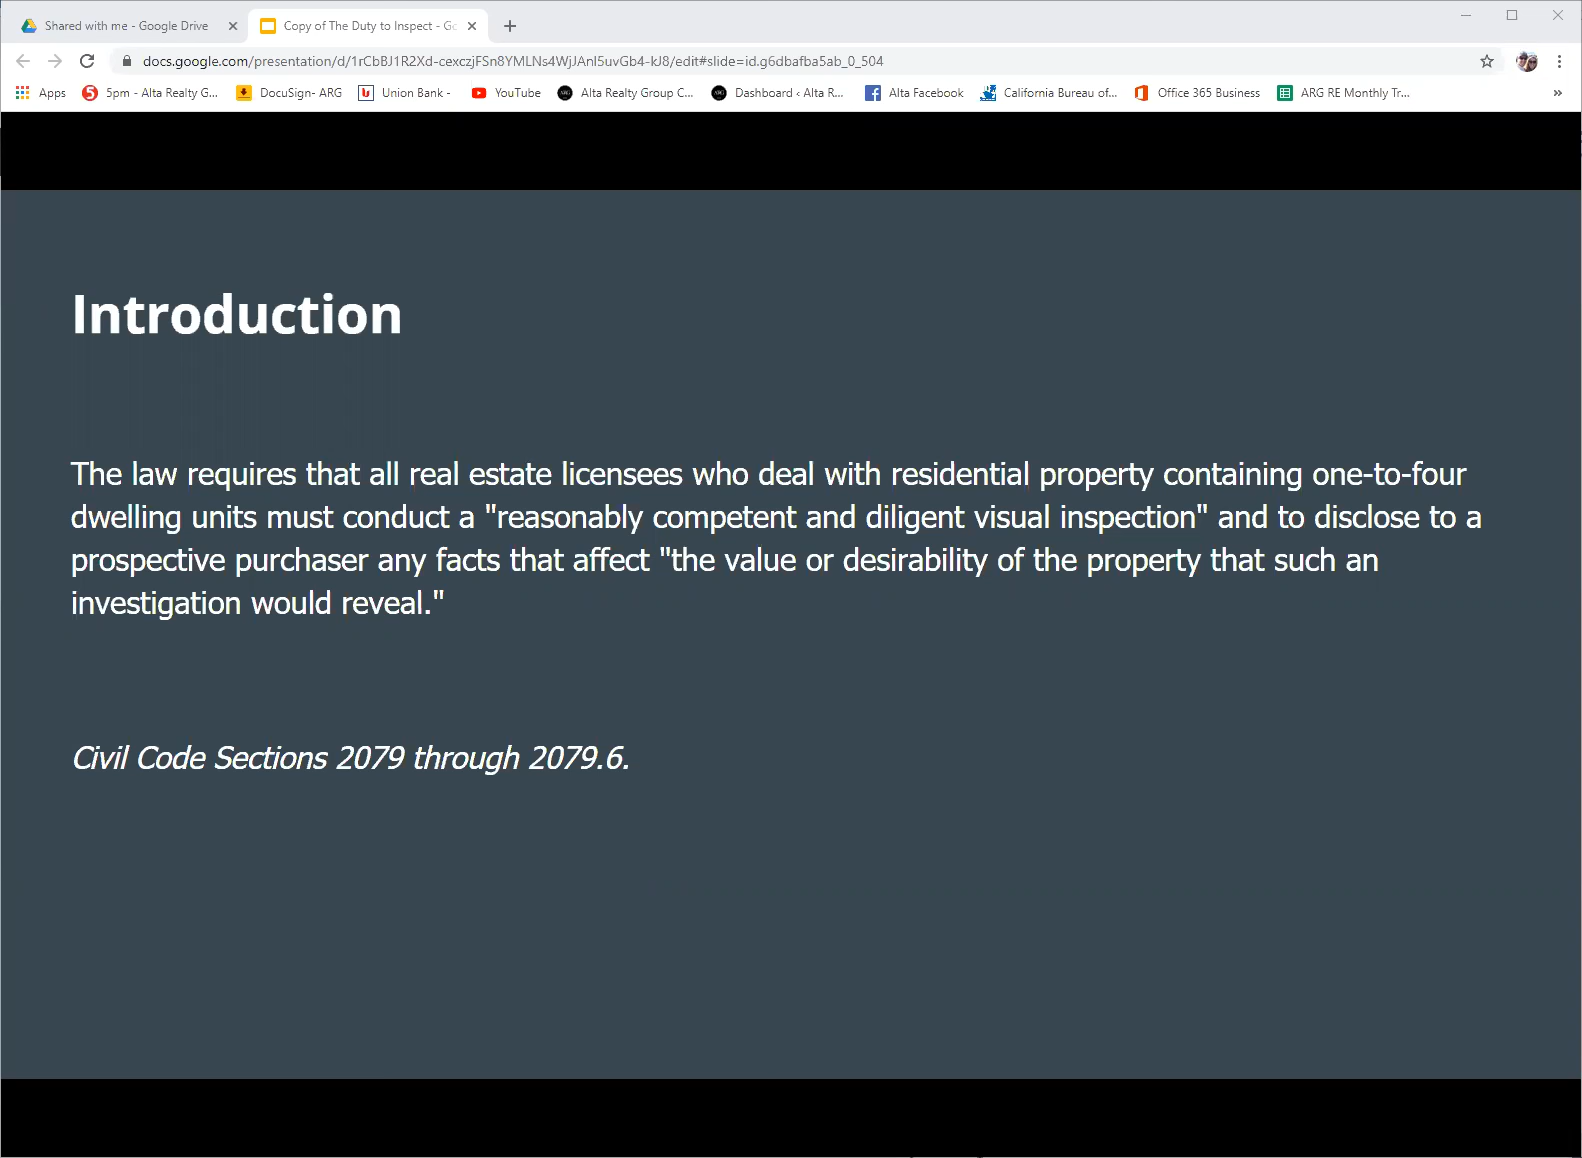 Shared with me - Google Drive
Copy of The Duty to Inspect - Go
docs.google.com/presentation/d/1rCbBJ1R2Xd-cexczjFSn8YMLNs4WjJAnI5uvGb4-kJ8/edit#slide=id.g6dbafba5ab_0_504
Apps 5pm - Alta Realty G... DocuSign- ARG Union Bank - YouTube Alta Realty Group C... Dashboard ‹ Alta R... Alta Facebook California Bureau of... Office 365 Business ARG RE Monthly Tr... »
Introduction
The law requires that all real estate licensees who deal with residential property containing one-to-four
dwelling units must conduct a "reasonably competent and diligent visual inspection" and to disclose to a
prospective purchaser any facts that affect "the value or desirability of the property that such an
investigation would reveal."
Civil Code Sections 2079 through 2079.6.